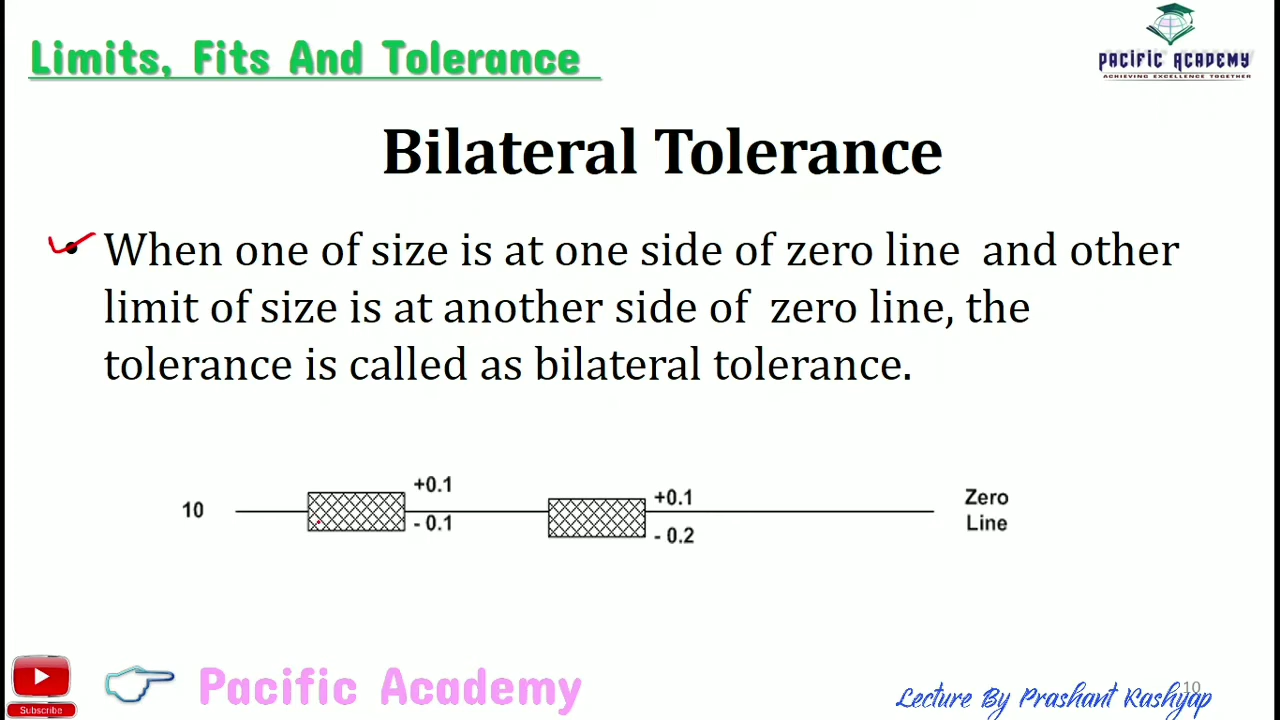 Limits, Fits And Tolerance
PACIFIC ACADEMY
ACHIEVING EXCELLENCE TOGETHER
Bilateral Tolerance
When one of size is at one side of zero line and other
limit of size is at another side of zero line, the
tolerance is called as bilateral tolerance.
10
+0.1
- 0.1
+0.1
- 0.2
Zero
Line
Subscribe
Pacific Academy
10
Lecture By Prashant Kashyap